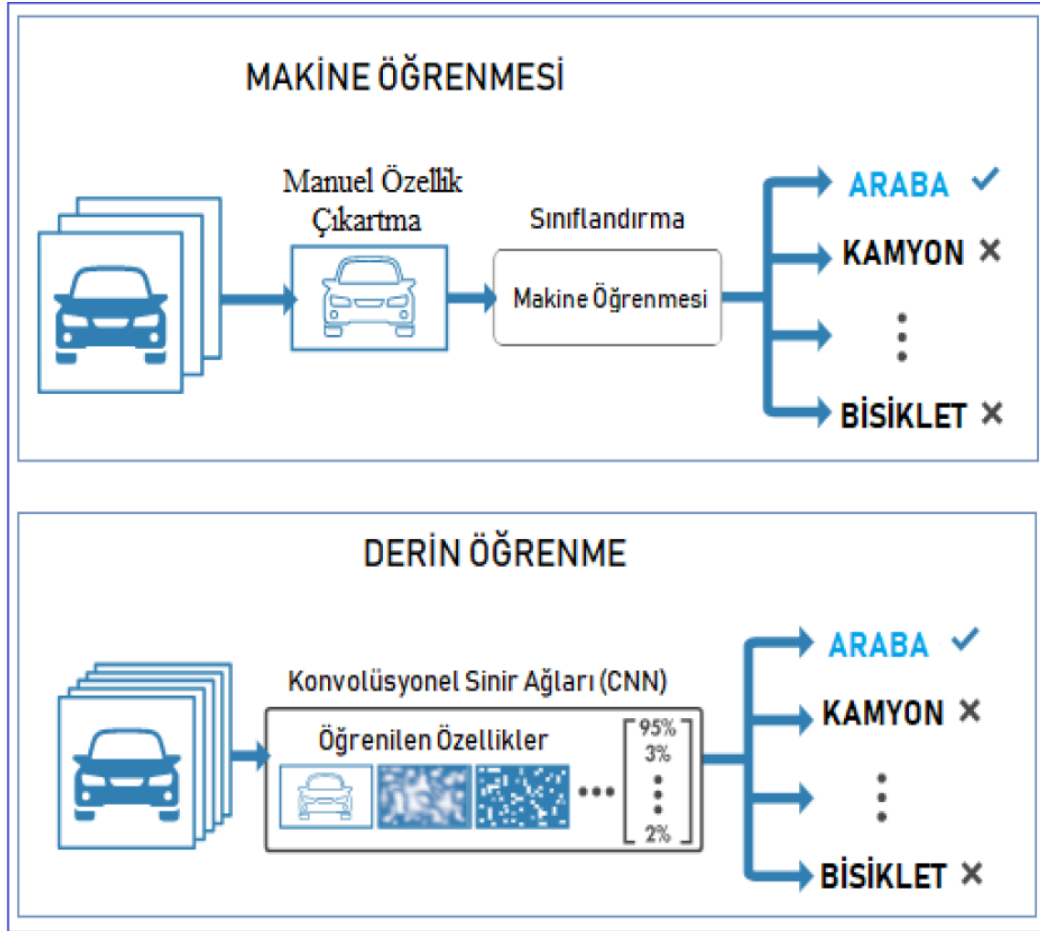 MAKİNE ÖĞRENMESİ
Manuel Özellik
Çıkartma
Sınıflandırma
Makine Öğrenmesi
ARABA
KAMYON
BİSİKLET
DERİN ÖĞRENME
Konvolüsyonel Sinir Ağları (CNN)
Öğrenilen Özellikler
95%
3%
2%
ARABA
KAMYON
BİSİKLET